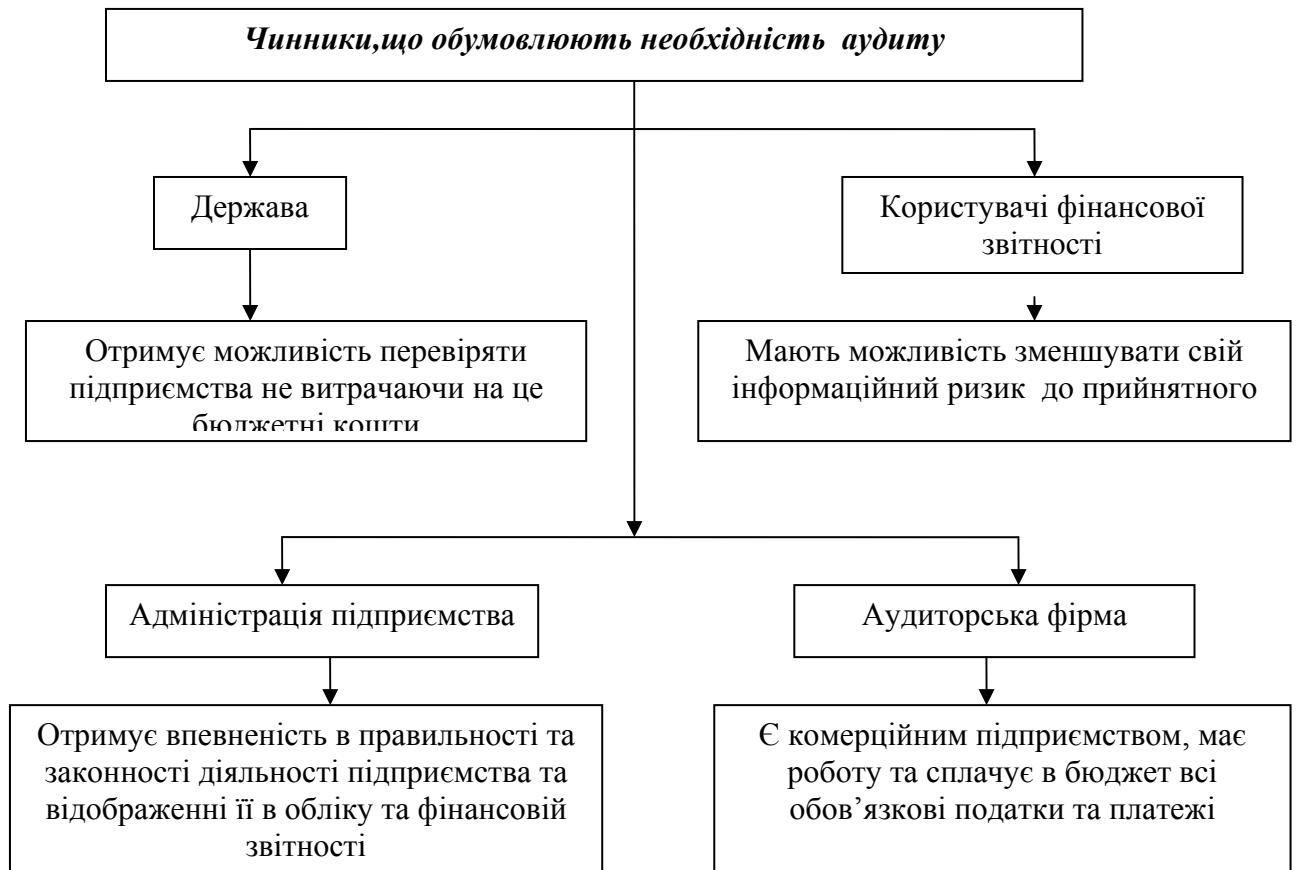 Чинники,що обумовлюють необхідність аудиту
Держава
Користувачі фінансової
звітності
Отримує можливість перевіряти
підприємства не витрачаючи на це
бюджетні кошти
Мають можливість зменшувати свій
інформаційний ризик до прийнятного
Адміністрація підприємства
Аудиторська фірма
Отримує впевненість в правильності та
законності діяльності підприємства та
відображенні її в обліку та фінансовій
звітності
Є комерційним підприємством, має
роботу та сплачує в бюджет всі
обов’язкові податки та платежі